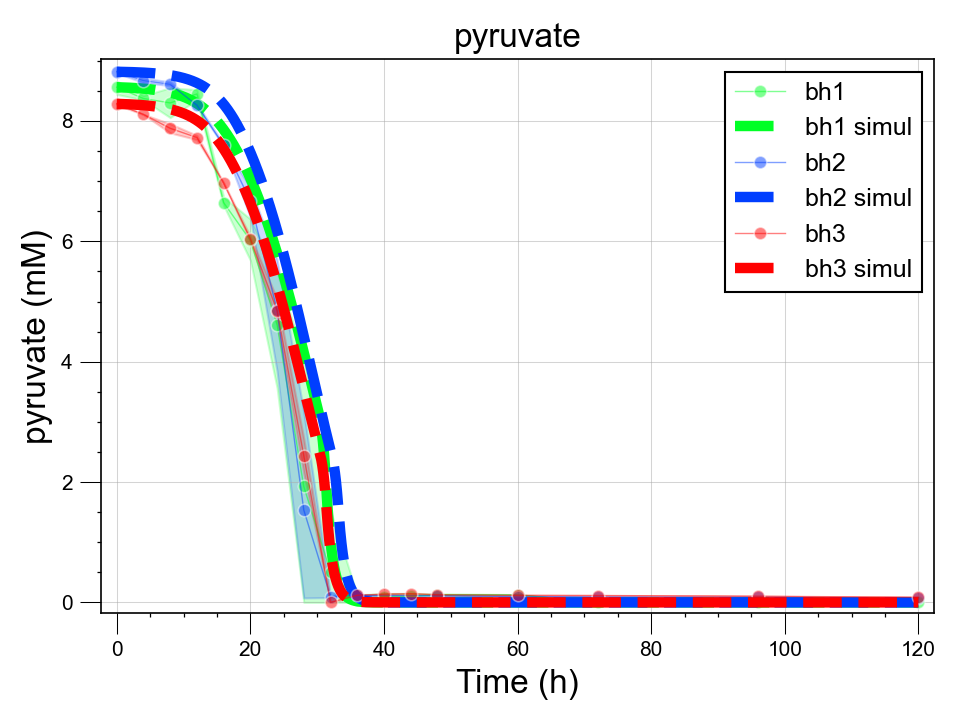 pyruvate
pyruvate (mM)
8
6
4
2
0
bh1
bh1 simul
bh2
bh2 simul
bh3
bh3 simul
0 20 40 60 80 100 120
Time (h)